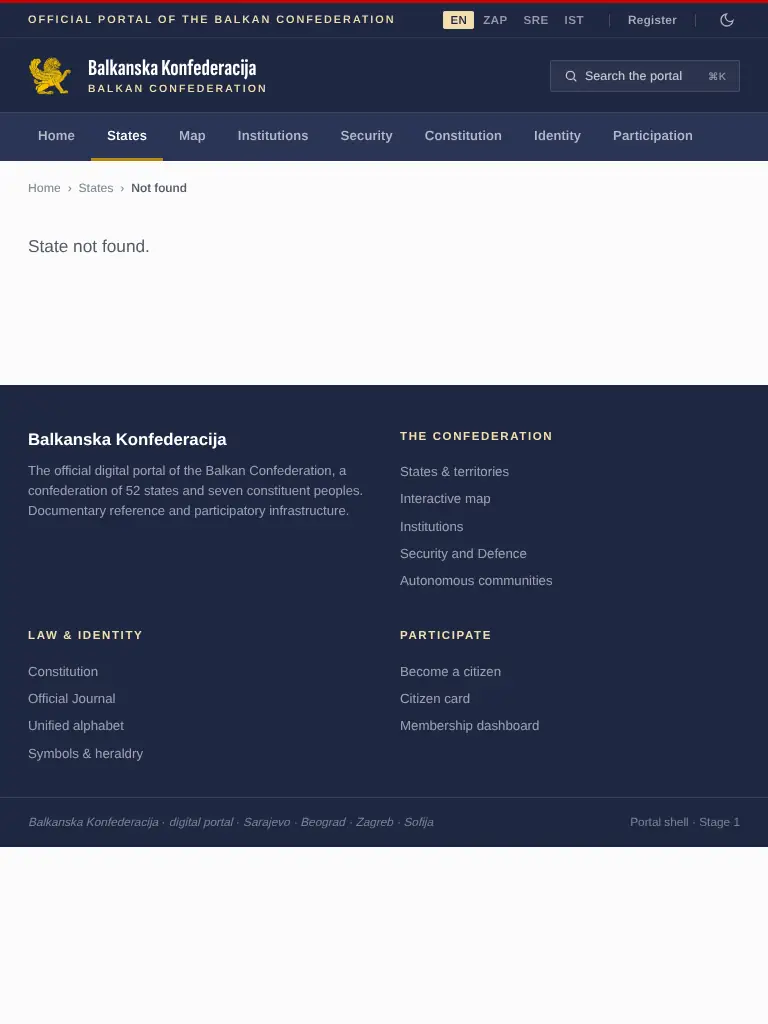 OFFICIAL PORTAL OF THE BALKAN CONFEDERATION
EN ZAP SRE IST Register
Balkanska Konfederacija
BALKAN CONFEDERATION
Search the portal ⌘K
Home States Map Institutions Security Constitution Identity Participation
Home › States › Not found
State not found.
Balkanska Konfederacija
The official digital portal of the Balkan Confederation, a
confederation of 52 states and seven constituent peoples.
Documentary reference and participatory infrastructure.
THE CONFEDERATION
States & territories
Interactive map
Institutions
Security and Defence
Autonomous communities
LAW & IDENTITY
Constitution
Official Journal
Unified alphabet
Symbols & heraldry
PARTICIPATE
Become a citizen
Citizen card
Membership dashboard
Balkanska Konfederacija · digital portal · Sarajevo · Beograd · Zagreb · Sofija
Portal shell · Stage 1